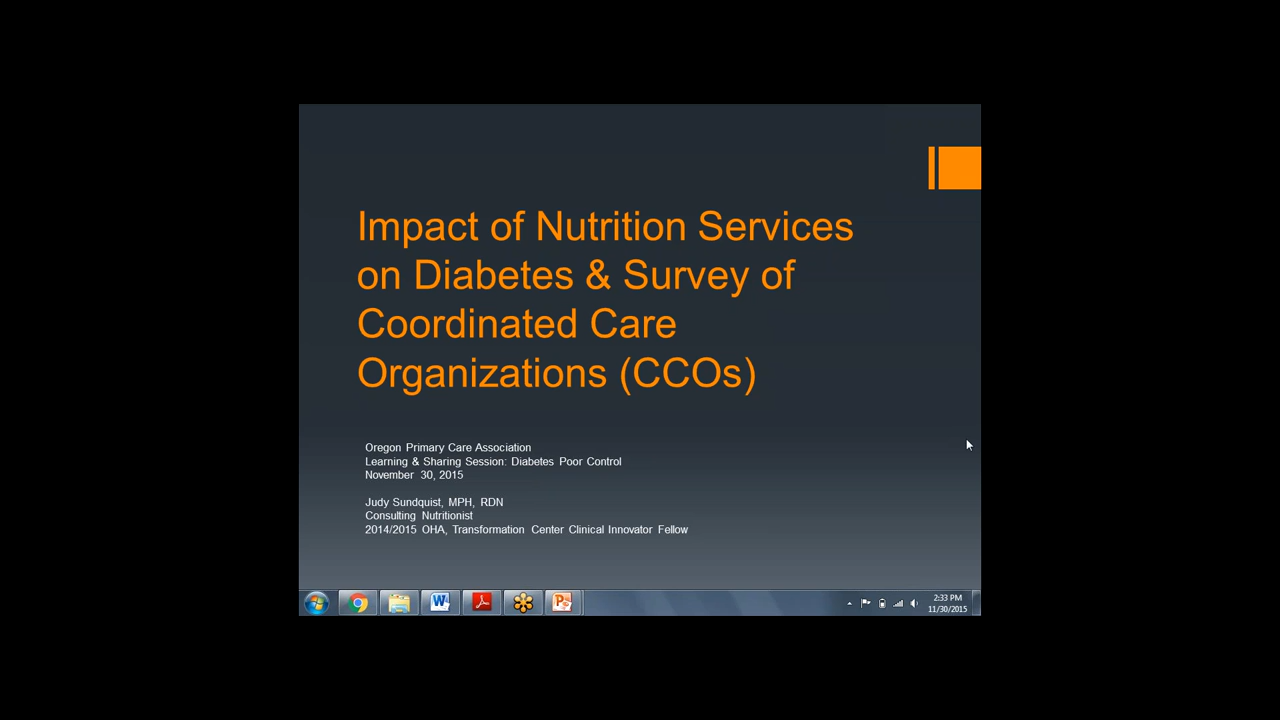 Impact of Nutrition Services
on Diabetes & Survey of
Coordinated Care
Organizations (CCOs)
Oregon Primary Care Association
Learning & Sharing Session: Diabetes Poor Control
November 30, 2015
Judy Sundquist, MPH, RDN
Consulting Nutritionist
2014/2015 OHA, Transformation Center Clinical Innovator Fellow
2:33 PM
11/30/2015